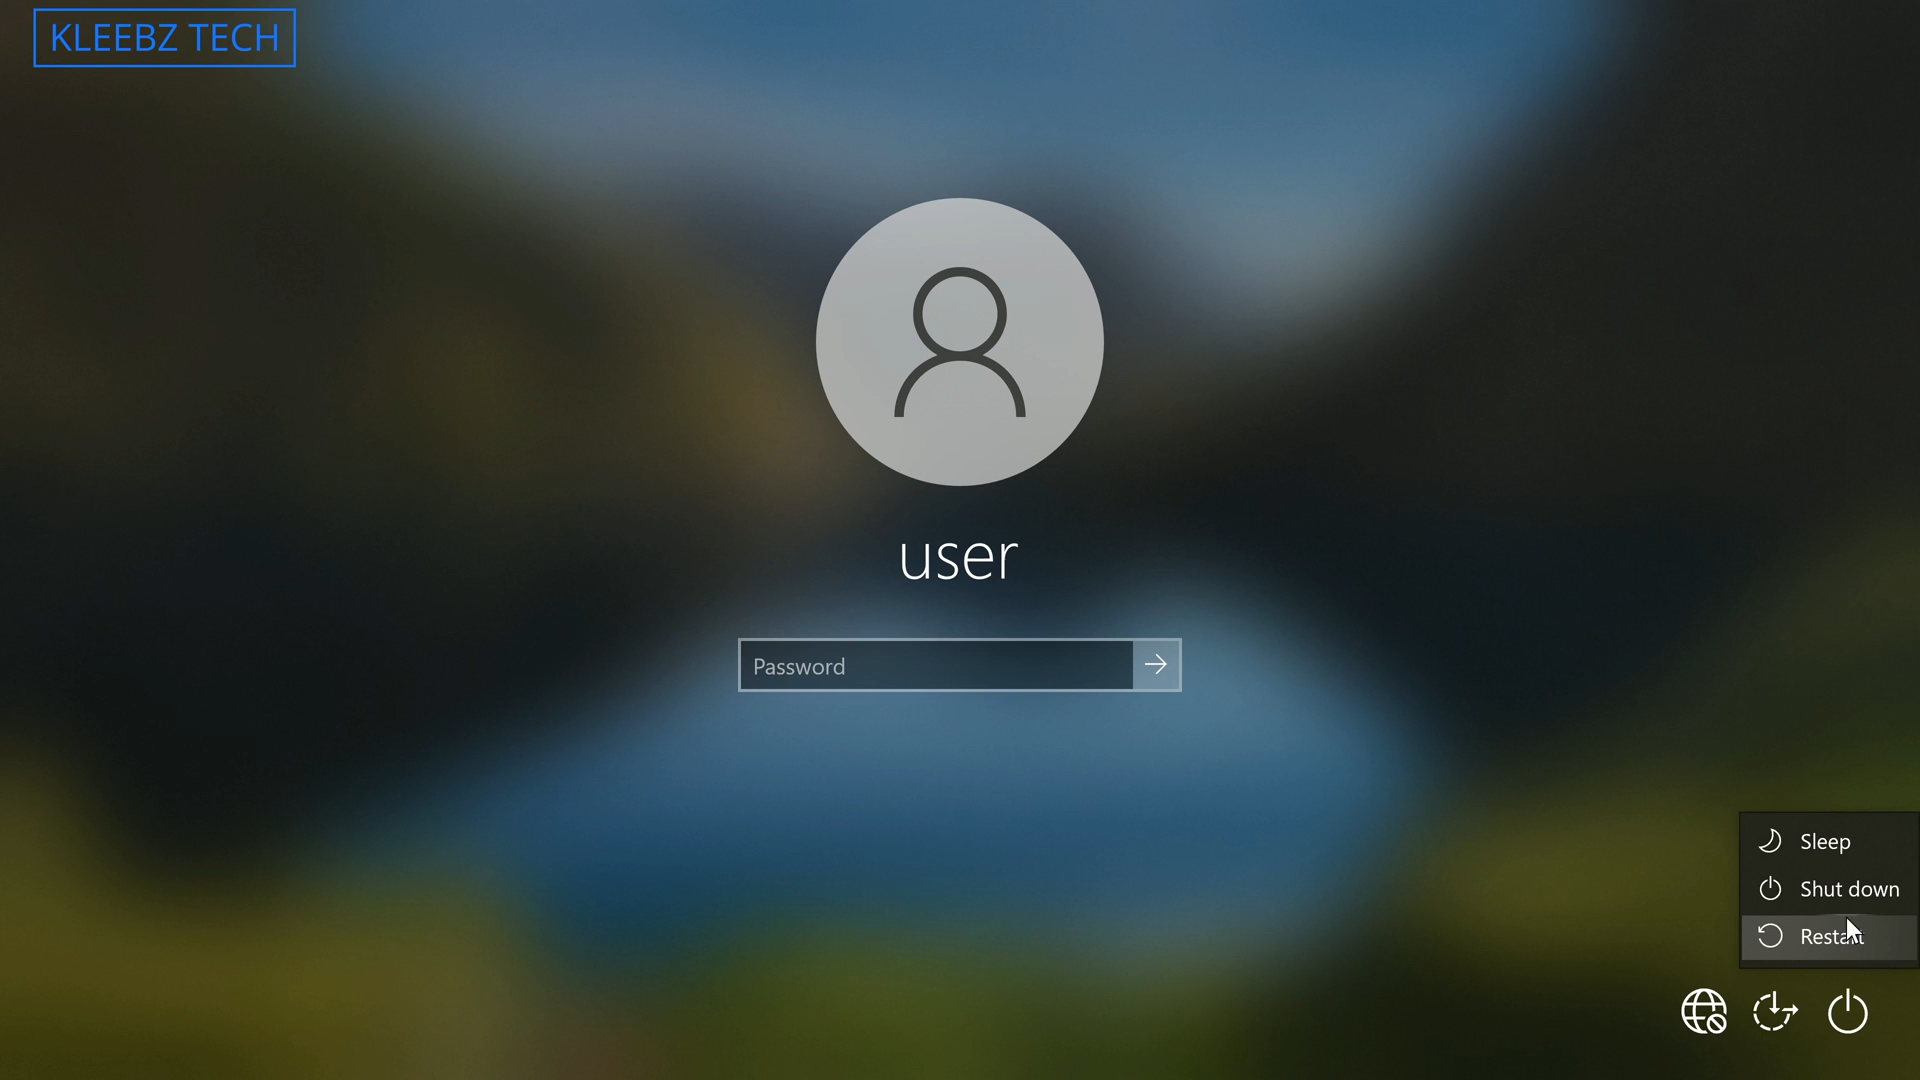 KLEEBZ TECH
user
Password
Sleep
Shut down
Restart